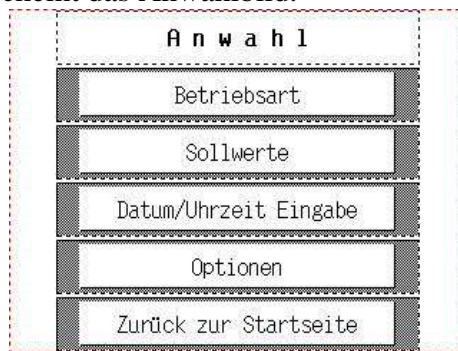 A n w a h l
Betriebsart
Sollwerte
Datum/Uhrzeit Eingabe
Optionen
Zurück zur Startseite